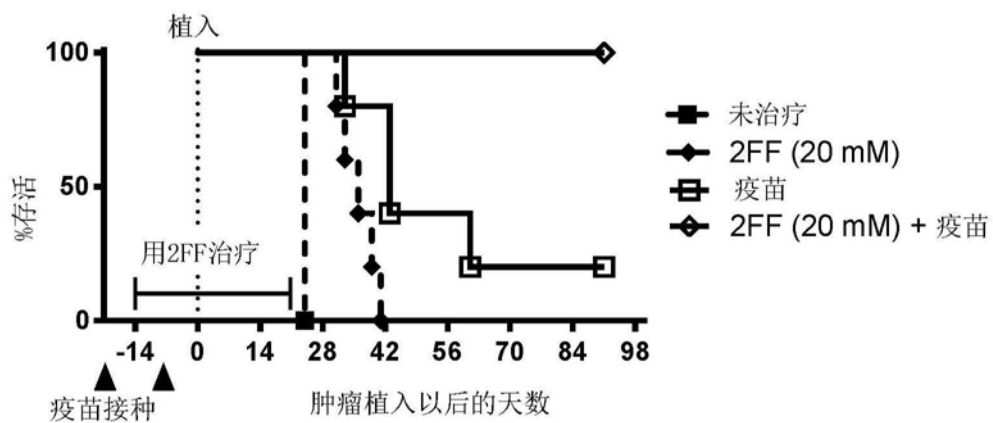 植入
100
50
0
%存活
用2FF治疗
-14 0 14 28 42 56 70 84 98
疫苗接种
肿瘤植入以后的天数
未治疗
2FF (20 mM)
疫苗
2FF (20 mM) + 疫苗